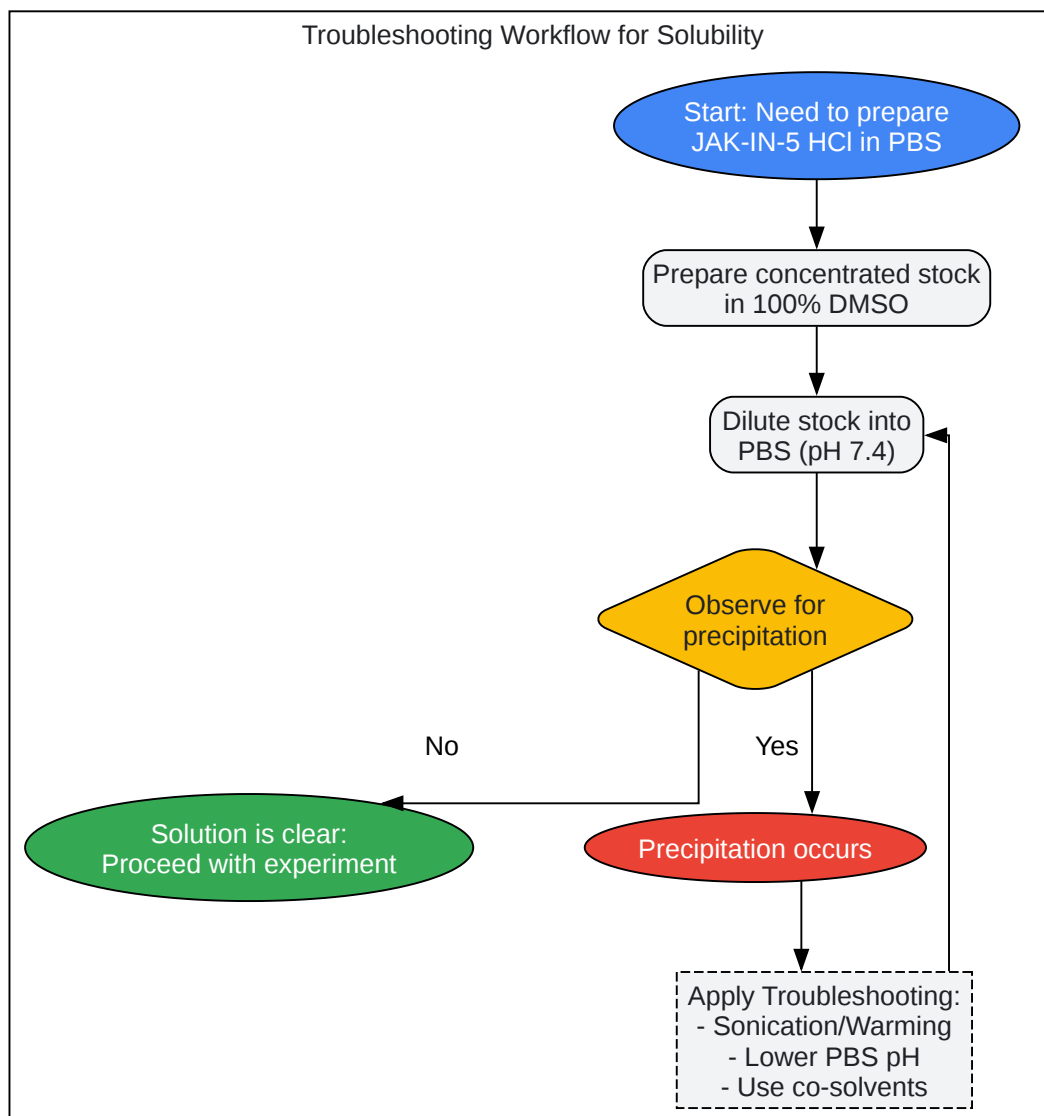 Troubleshooting Workflow for Solubility
Start: Need to prepare
JAK-IN-5 HCl in PBS
Prepare concentrated stock
in 100% DMSO
Dilute stock into
PBS (pH 7.4)
Observe for
precipitation
No
Yes
Solution is clear:
Proceed with experiment
Precipitation occurs
Apply Troubleshooting:
- Sonication/Warming
- Lower PBS pH
- Use co-solvents